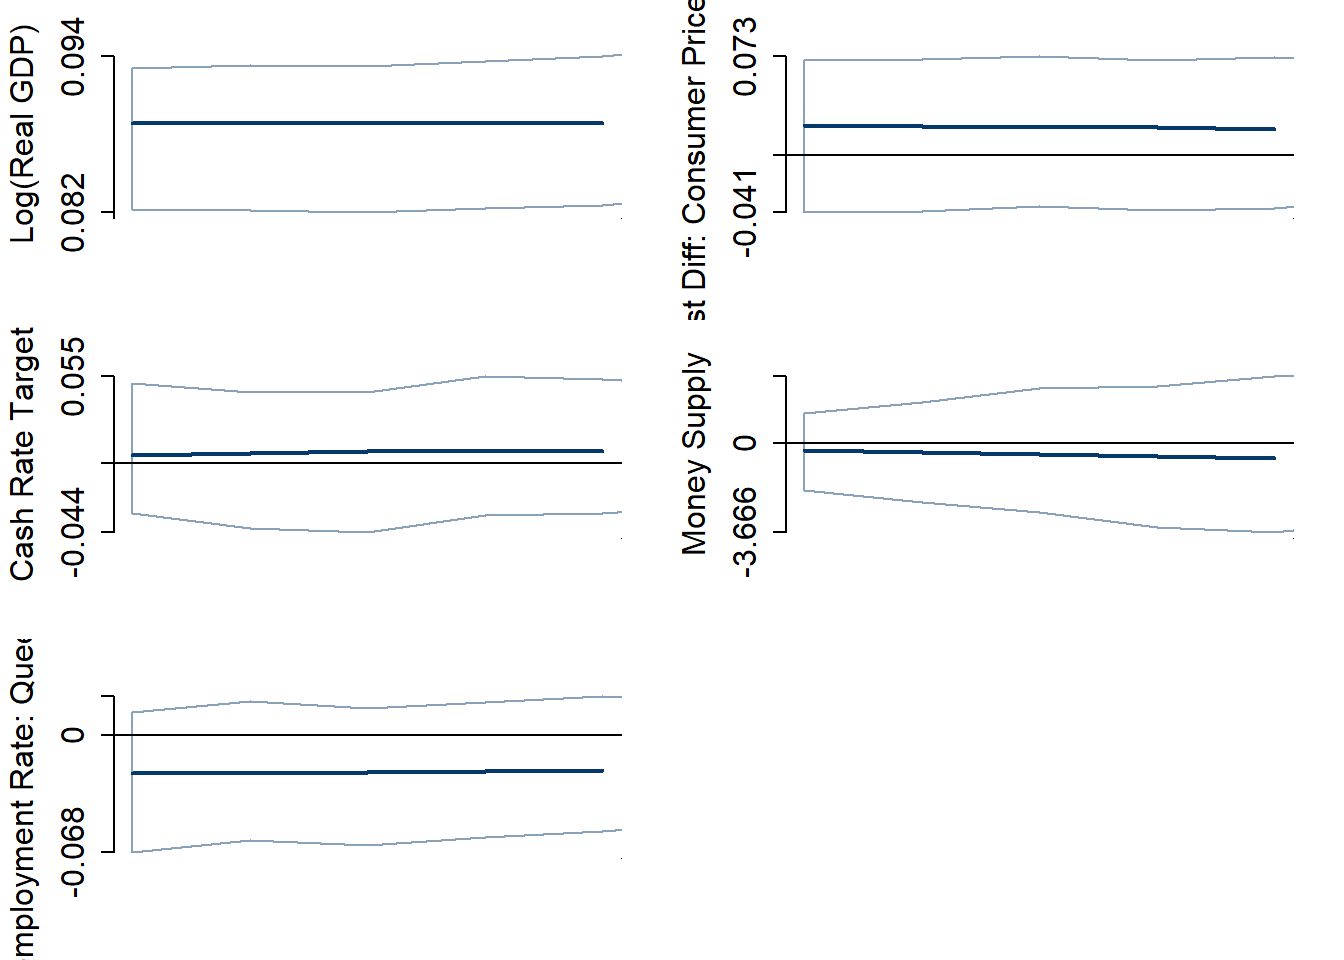 Log(Real GDP)
0.094
0.082
st Diff: Consumer Price
0.073
-0.041
Cash Rate Target
0.055
-0.044
Money Supply
0
-3.666
mployment Rate: Que
0
-0.068